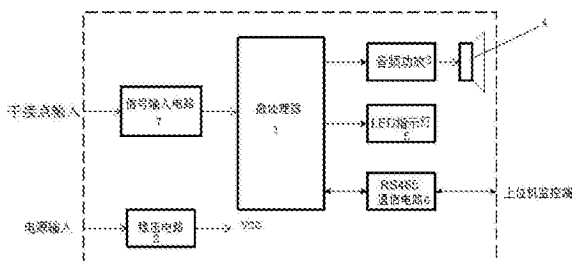 4
音频功放3
信号输入电路
7
干接点输入
微处理器
1
LED指示灯
5
RS485
通信电路6
上位机监控端
电源输入
稳压电路
2
VCC